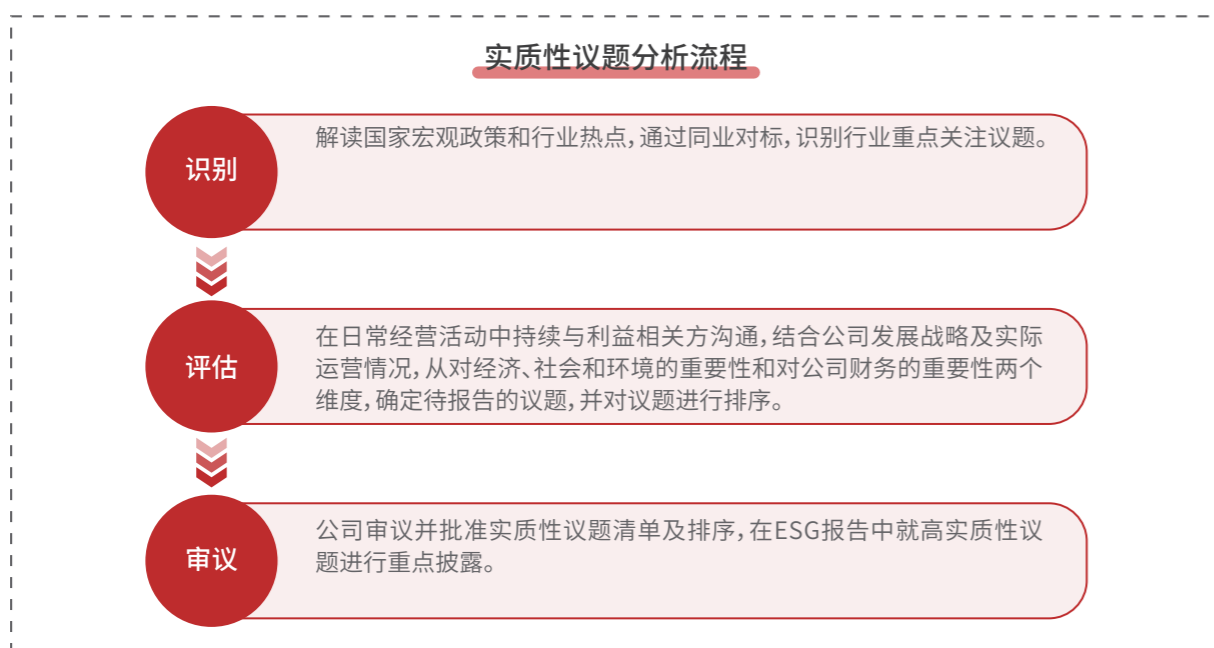 实质性议题分析流程
识别
解读国家宏观政策和行业热点，通过同业对标，识别行业重点关注议题。
评估
在日常经营活动中持续与利益相关方沟通，结合公司发展战略及实际
运营情况，从对经济、社会和环境的重要性和对公司财务的重要性两个
维度，确定待报告的议题，并对议题进行排序。
审议
公司审议并批准实质性议题清单及排序，在ESG报告中就高实质性议
题进行重点披露。